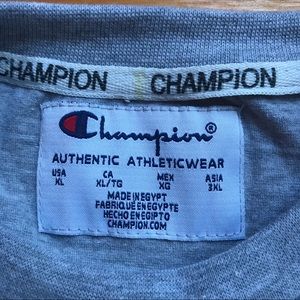 CHAMPION CHAMPION
Champion®
AUTHENTIC ATHLETICWEAR
USA CA MEX ASIA
XL XL/TG XG 3XL
MADE IN EGYPT
FABRIQUE EN EGYPTE
HECHO EN EGIPTO
CHAMPION.COM